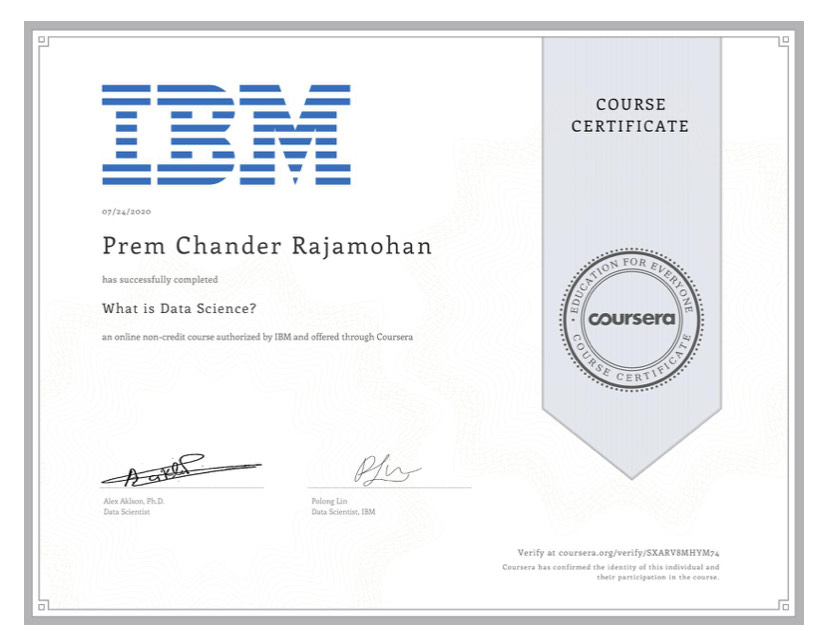 IBM
07/24/2020
Prem Chander Rajamohan
has successfully completed
What is Data Science?
an online non-credit course authorized by IBM and offered through Coursera
COURSE
CERTIFICATE
EDUCATION FOR EVERYONE
coursera
COURSE CERTIFICATE
Alex Aklson, Ph.D.
Data Scientist
Polong Lin
Data Scientist, IBM
Verify at coursera.org/verify/SXARV8MHYM74
Coursera has confirmed the identity of this individual and
their participation in the course.